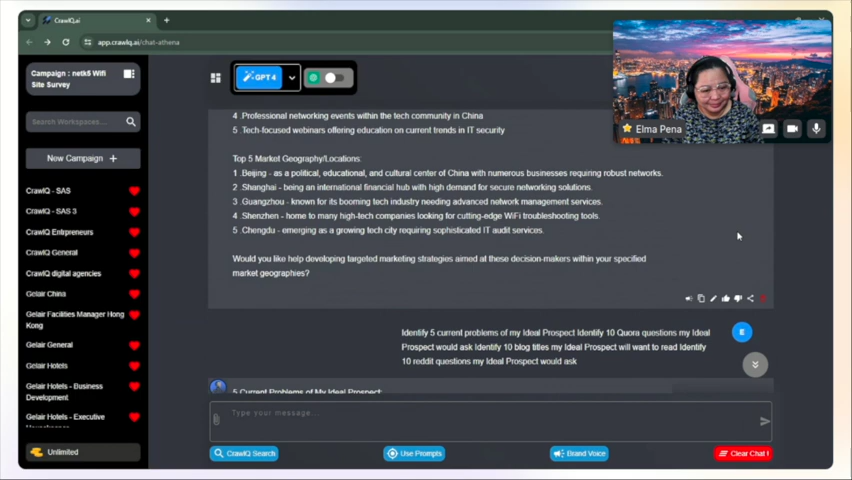 CrawlQ.ai
app.crawlq.ai/chat-athena
Campaign : netk5 Wifi
Site Survey
GPT 4
Elma Pena
Search Workspaces...
New Campaign +
CrawlQ - SAS
CrawlQ - SAS 3
CrawlQ Entrpreneurs
CrawlQ General
CrawlQ digital agencies
Gelair China
Gelair Facilities Manager Hong
Kong
Gelair General
Gelair Hotels
Gelair Hotels - Business
Development
Gelair Hotels - Executive
Unlimited
4 .Professional networking events within the tech community in China
5 .Tech-focused webinars offering education on current trends in IT security
Top 5 Market Geography/Locations:
1 .Beijing - as a political, educational, and cultural center of China with numerous businesses requiring robust networks.
2 .Shanghai - being an international financial hub with high demand for secure networking solutions.
3 .Guangzhou - known for its booming tech industry needing advanced network management services.
4 .Shenzhen - home to many high-tech companies looking for cutting-edge WiFi troubleshooting tools.
5 .Chengdu - emerging as a growing tech city requiring sophisticated IT audit services.
Would you like help developing targeted marketing strategies aimed at these decision-makers within your specified
market geographies?
Identify 5 current problems of my Ideal Prospect Identify 10 Quora questions my Ideal
Prospect would ask Identify 10 blog titles my Ideal Prospect will want to read Identify
10 reddit questions my Ideal Prospect would ask
E
5 Current Problems of My Ideal Prospect:
Type your message...
CrawlQ Search
Use Prompts
Brand Voice
Clear Chat !